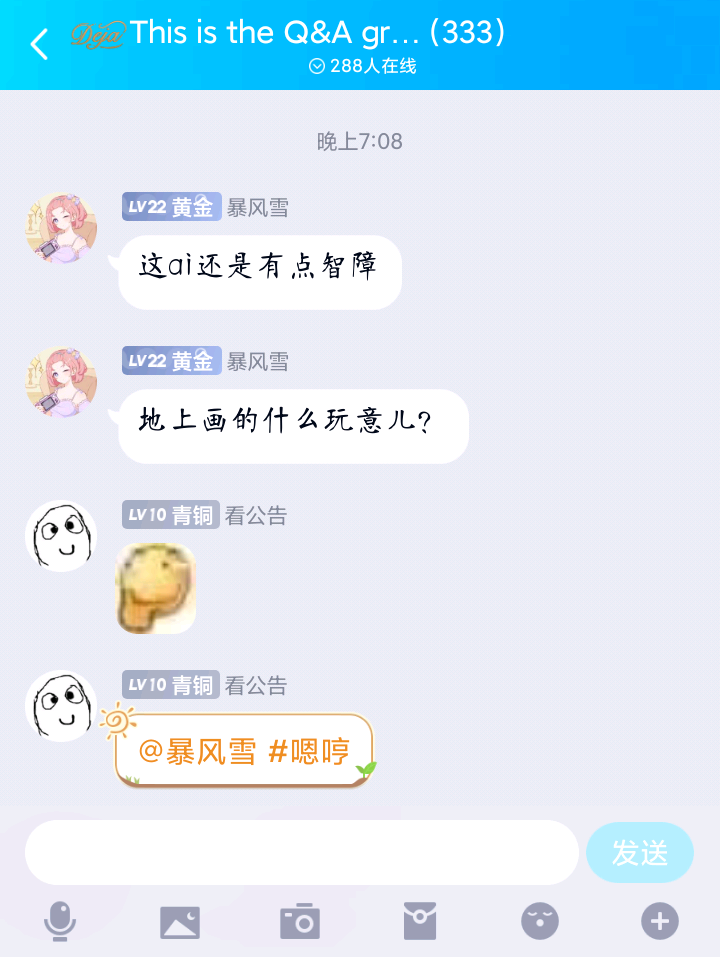 Deja This is the Q&A gr... (333)
288人在线
晚上7:08
LV22 黄金 暴风雪
这ai还是有点智障
LV22 黄金 暴风雪
地上画的什么玩意儿?
LV10 青铜 看公告
LV10 青铜 看公告
@暴风雪 #嗯哼
发送